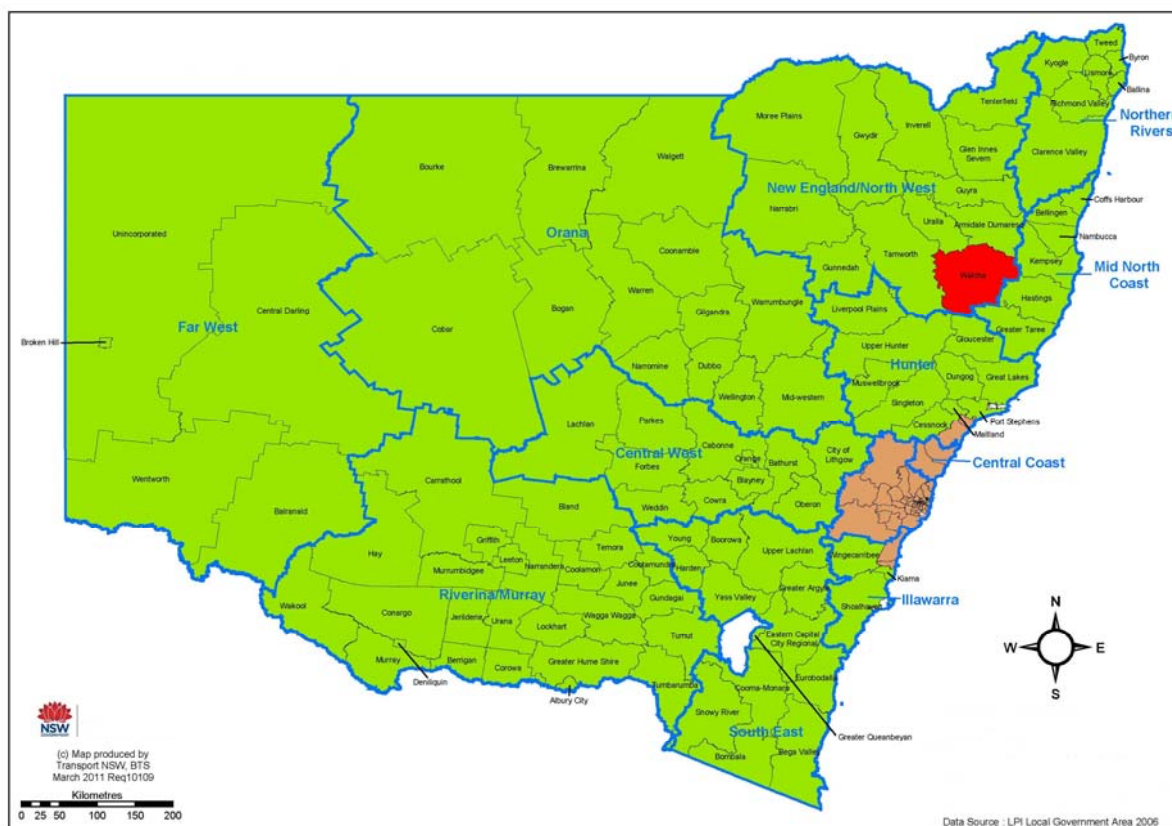 Tweed
Kyogle
Byron
Lismore
Ballina
Tenterfield
Richmond Valley
Moree Plains
Inverell
Northern
Rivers
Gwydir
Glen Innes
Severn
Clarence Valley
Walgett
Bourke
Brewarrina
New England/North West
Guyra
Coffs Harbour
Narrabri
Uralla
Armidale Dumaresq
Bellingen
Unincorporated
Orana
Nambucca
Coonamble
Tamworth
Kempsey
Gunnedah
Walcha
Mid North
Coast
Warren
Hastings
Central Darling
Bogan
Warrumbungle
Liverpool Plains
Far West
Cobar
Gilgandra
Greater Taree
Broken Hill
Upper Hunter
Gloucester
Hunter
Narromine
Dubbo
Dungog
Great Lakes
Muswellbrook
Wellington
Mid-western
Singleton
Lachlan
Parkes
Cessnock
Port Stephens
Maitland
Central West
Cabonne
City of
Lithgow
Orange
Bathurst
Central Coast
Forbes
Wentworth
Carrathool
Blayney
Balranald
Bland
Weddin
Cowra
Oberon
Griffith
Young
Boorowa
Hay
Temora
Upper Lachlan
Leeton
Wingecarribee
Murrumbidgee
Narrandera
Coolamon
Cootamundra
Harden
Junee
Kiama
Riverina/Murray
Gundagai
Yass Valley
Greater Argyle
Illawarra
Wakool
Conargo
Jerilderie
Urana
Lockhart
Wagga Wagga
Shoalhaven
Tumut
Eastern Capital
City Regional
N
W
E
S
Murray
Berrigan
Corowa
Greater Hume Shire
Deniliquin
Albury City
Tumbarumba
Cooma-Monaro
Eurobodalla
Snowy River
South East
Greater Queanbeyan
Bombala
Bega Valley
NSW
GOVERNMENT
(c) Map produced by
Transport NSW, BTS
March 2011 Req10109
Kilometres
0 25 50 100 150 200
Data Source : LPI Local Government Area 2006